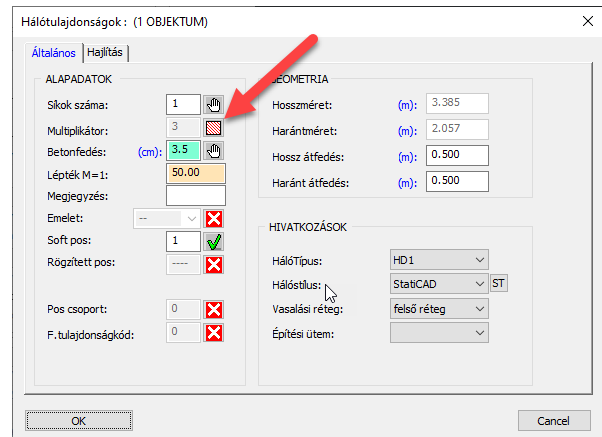 Hálótulajdonságok: (1 OBJEKTUM)
Általános Hajlítás
ALAPADATOK
Síkok száma: 1
Multiplikátor: 3
Betonfedés: (cm): 3.5
Lépték M=1: 50.00
Megjegyzés:
Emelet: --
Soft pos: 1
Rögzített pos: ----
Pos csoport: 0
F.tulajdonságkód: 0
GEOMETRIA
Hosszméret: (m): 3.385
Harántméret: (m): 2.057
Hossz átfedés: (m): 0.500
Haránt átfedés: (m): 0.500
HIVATKOZÁSOK
HálóTípus: HD1
Hálóstílus: StatiCAD ST
Vasalási réteg: felső réteg
Építési ütem:
OK Cancel